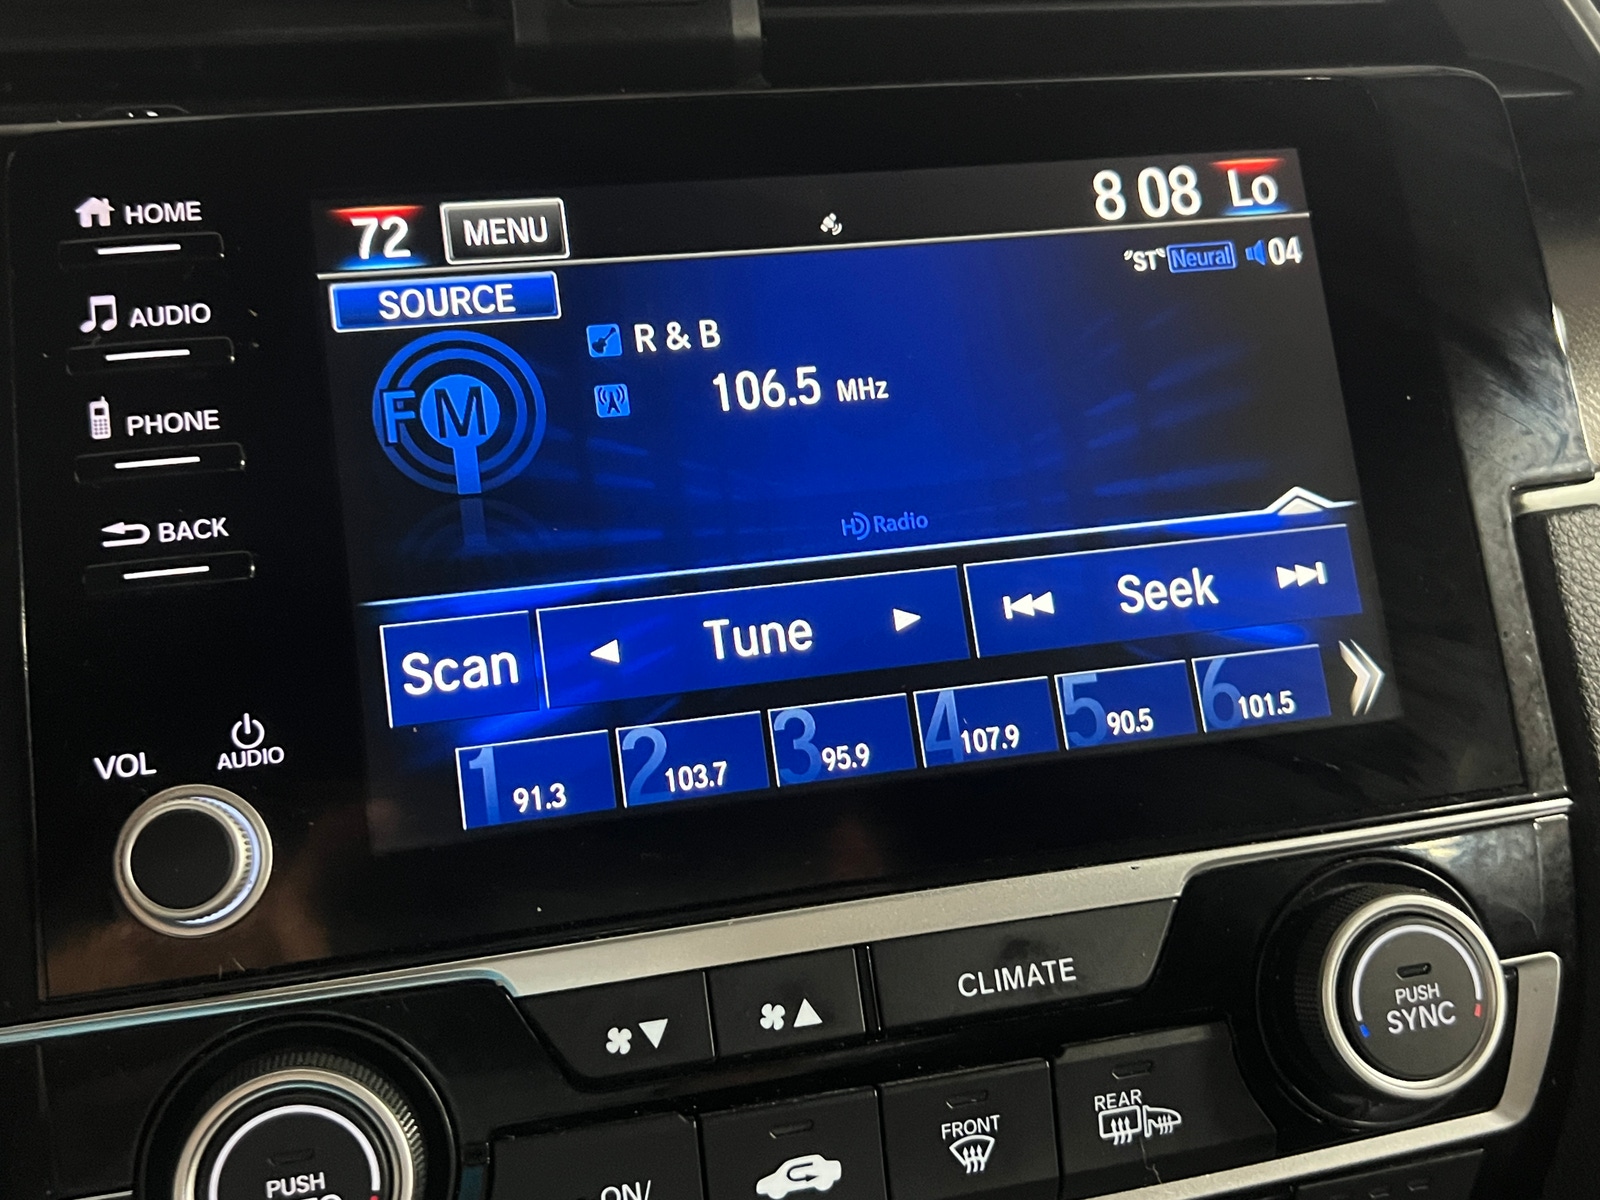 HOME
AUDIO
PHONE
BACK
VOL
AUDIO
72
MENU
8 08
Lo
SOURCE
"ST"
Neural
04
FM
R & B
106.5 MHz
HD Radio
Scan
Tune
Seek
1 91.3
2 103.7
3 95.9
4 107.9
5 90.5
6 101.5
CLIMATE
PUSH
SYNC
FRONT
REAR
PUSH
ON/